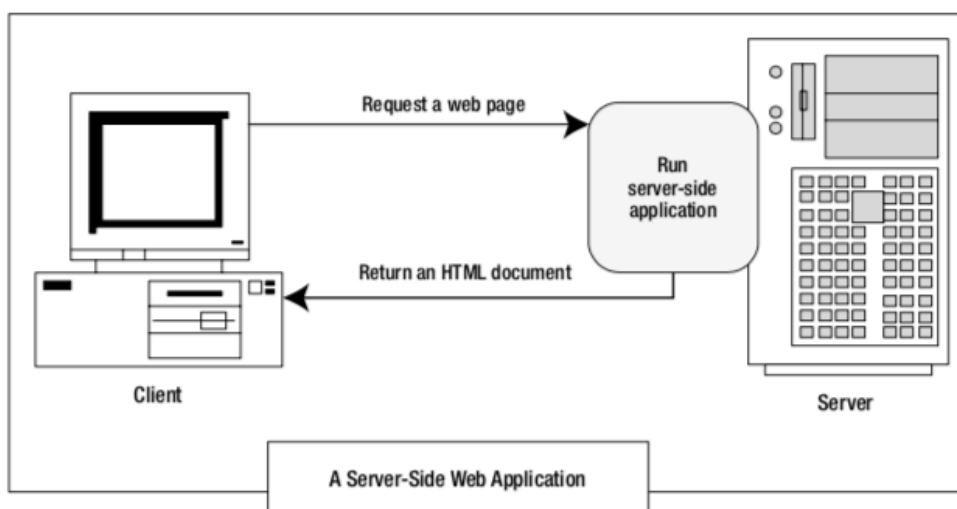 Request a web page
Run
server-side
application
Return an HTML document
Client
Server
A Server-Side Web Application